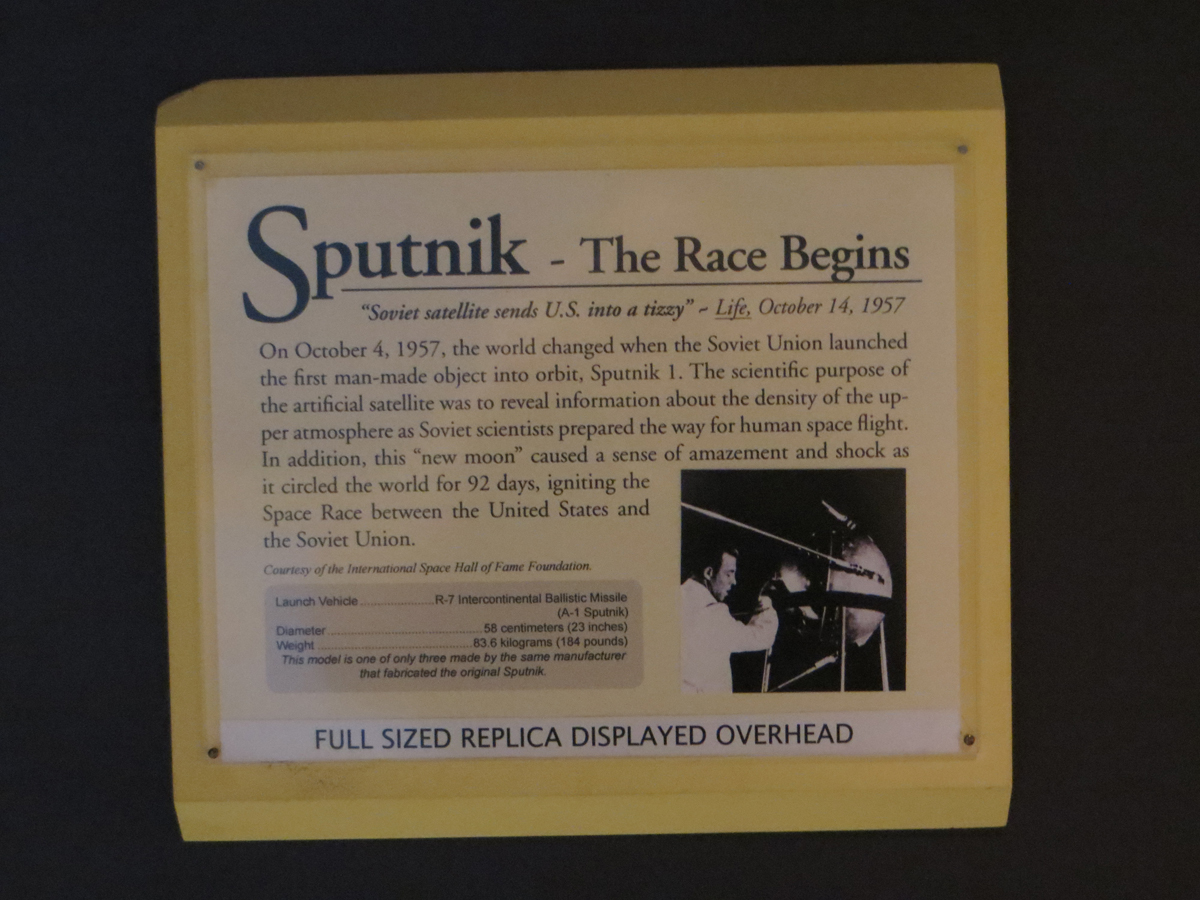 Sputnik - The Race Begins
"Soviet satellite sends U.S. into a tizzy" ~ Life, October 14, 1957
On October 4, 1957, the world changed when the Soviet Union launched
the first man-made object into orbit, Sputnik 1. The scientific purpose of
the artificial satellite was to reveal information about the density of the up-
per atmosphere as Soviet scientists prepared the way for human space flight.
In addition, this "new moon" caused a sense of amazement and shock as
it circled the world for 92 days, igniting the
Space Race between the United States and
the Soviet Union.
Courtesy of the International Space Hall of Fame Foundation.
Launch Vehicle ........................ R-7 Intercontinental Ballistic Missile
(A-1 Sputnik)
Diameter ................................................ 58 centimeters (23 inches)
Weight ................................................ 83.6 kilograms (184 pounds)
This model is one of only three made by the same manufacturer
that fabricated the original Sputnik.
FULL SIZED REPLICA DISPLAYED OVERHEAD